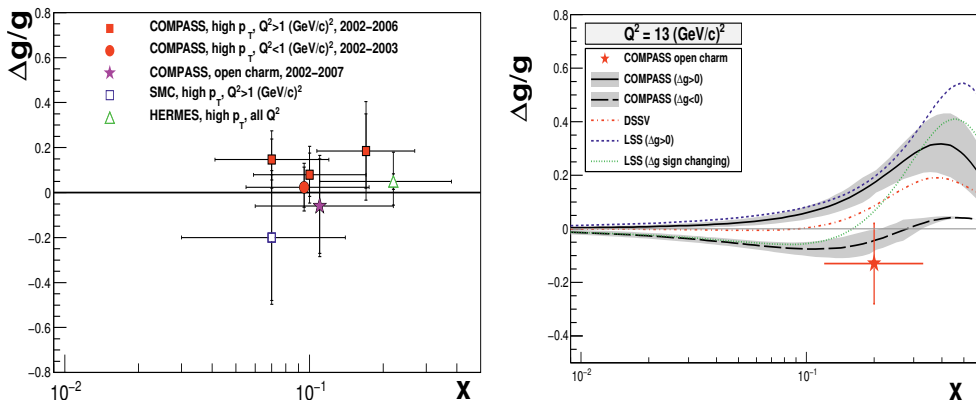 Δg/g
0.8
0.6
0.4
0.2
0
−0.2
−0.4
−0.6
−0.8
COMPASS, high p_T, Q²>1 (GeV/c)², 2002−2006
COMPASS, high p_T, Q²<1 (GeV/c)², 2002−2003
COMPASS, open charm, 2002−2007
SMC, high p_T, Q²>1 (GeV/c)²
HERMES, high p_T, all Q²
10⁻²
10⁻¹
X
Δg/g
0.8
0.6
0.4
0.2
0
-0.2
-0.4
Q² = 13 (GeV/c)²
COMPASS open charm
COMPASS (Δg>0)
COMPASS (Δg<0)
DSSV
LSS (Δg>0)
LSS (Δg sign changing)
10⁻²
10⁻¹
X